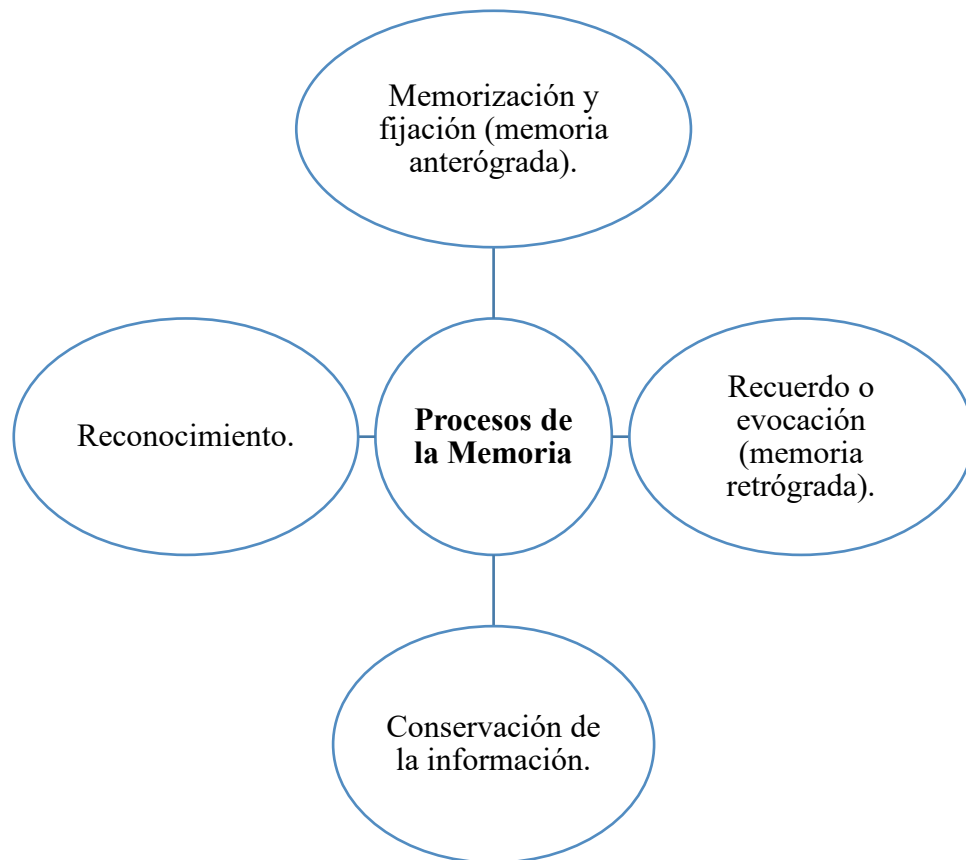 Memorización y
fijación (memoria
anterógrada).
Reconocimiento.
Procesos de
la Memoria
Recuerdo o
evocación
(memoria
retrógrada).
Conservación de
la información.